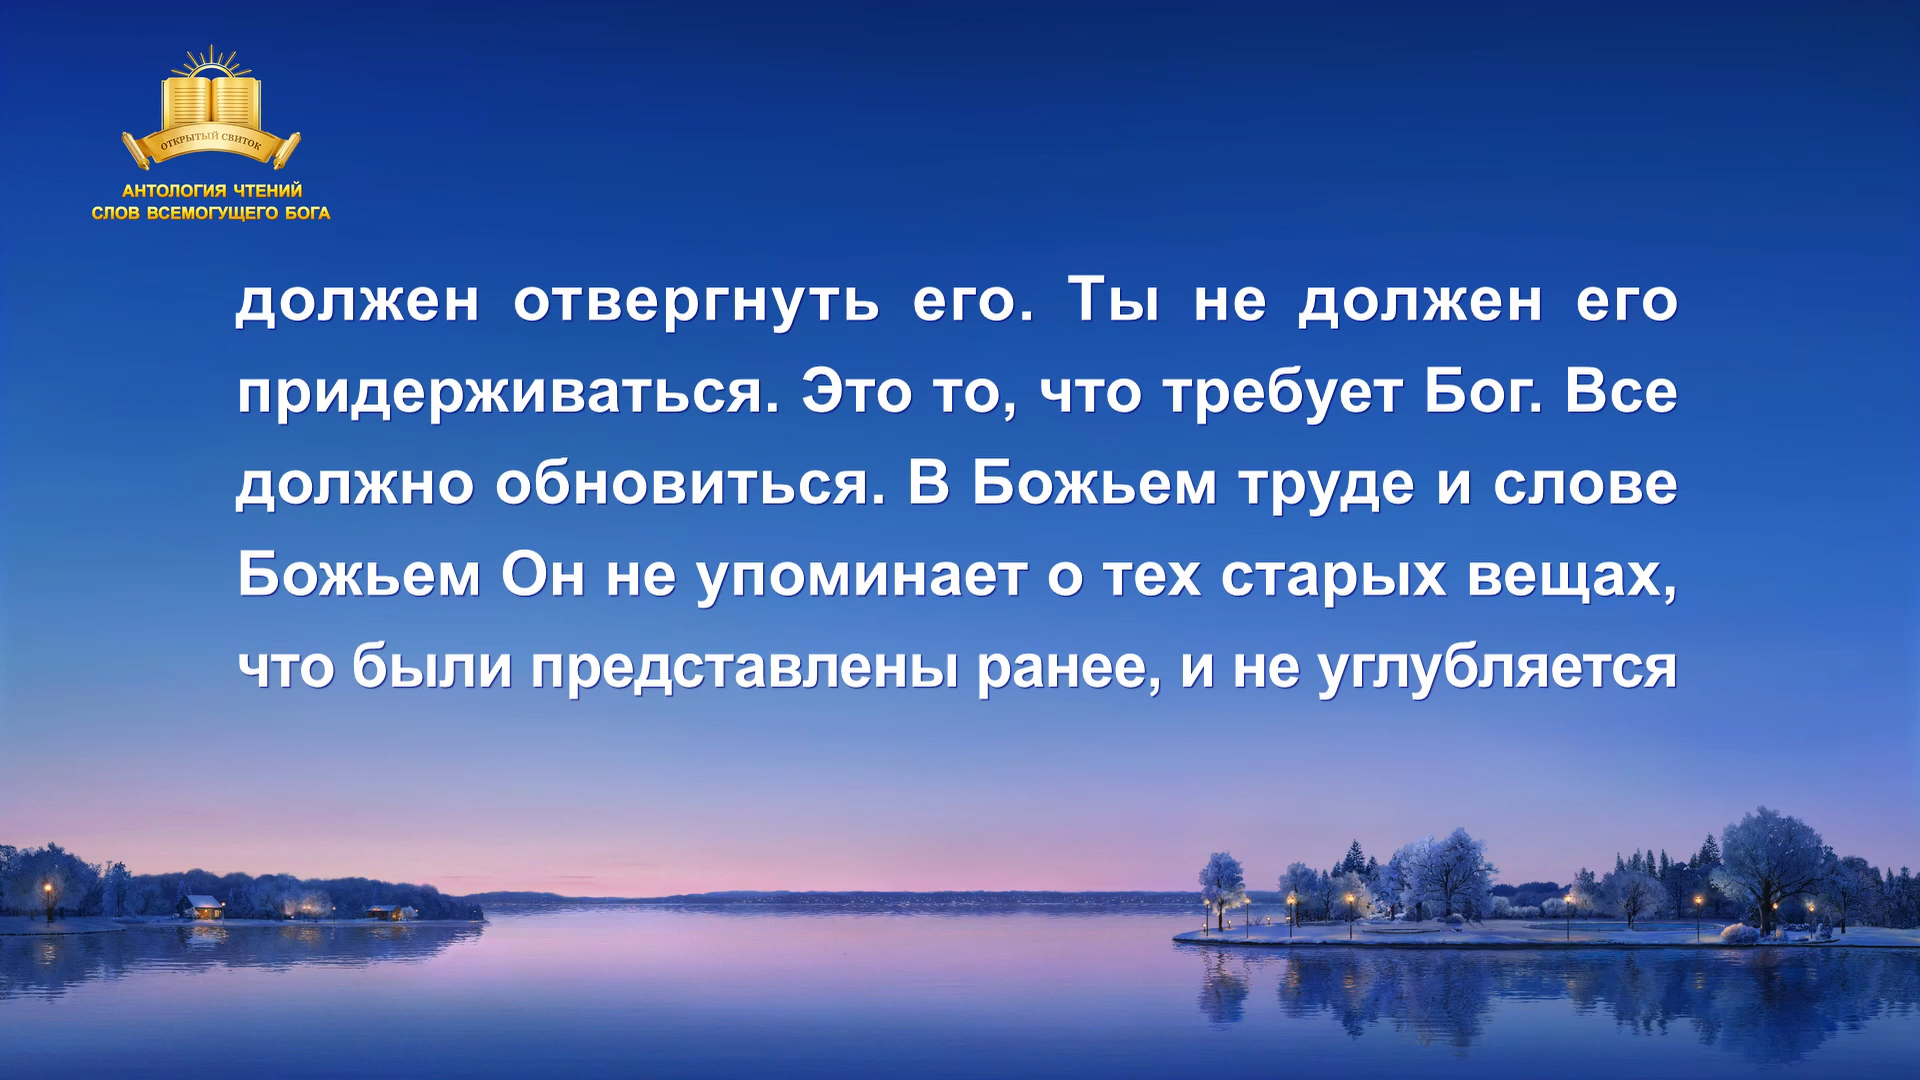 ОТКРЫТЫЙ СВИТОК
АНТОЛОГИЯ ЧТЕНИЙ
СЛОВ ВСЕМОГУЩЕГО БОГА
должен отвергнуть его. Ты не должен его
придерживаться. Это то, что требует Бог. Все
должно обновиться. В Божьем труде и слове
Божьем Он не упоминает о тех старых вещах,
что были представлены ранее, и не углубляется